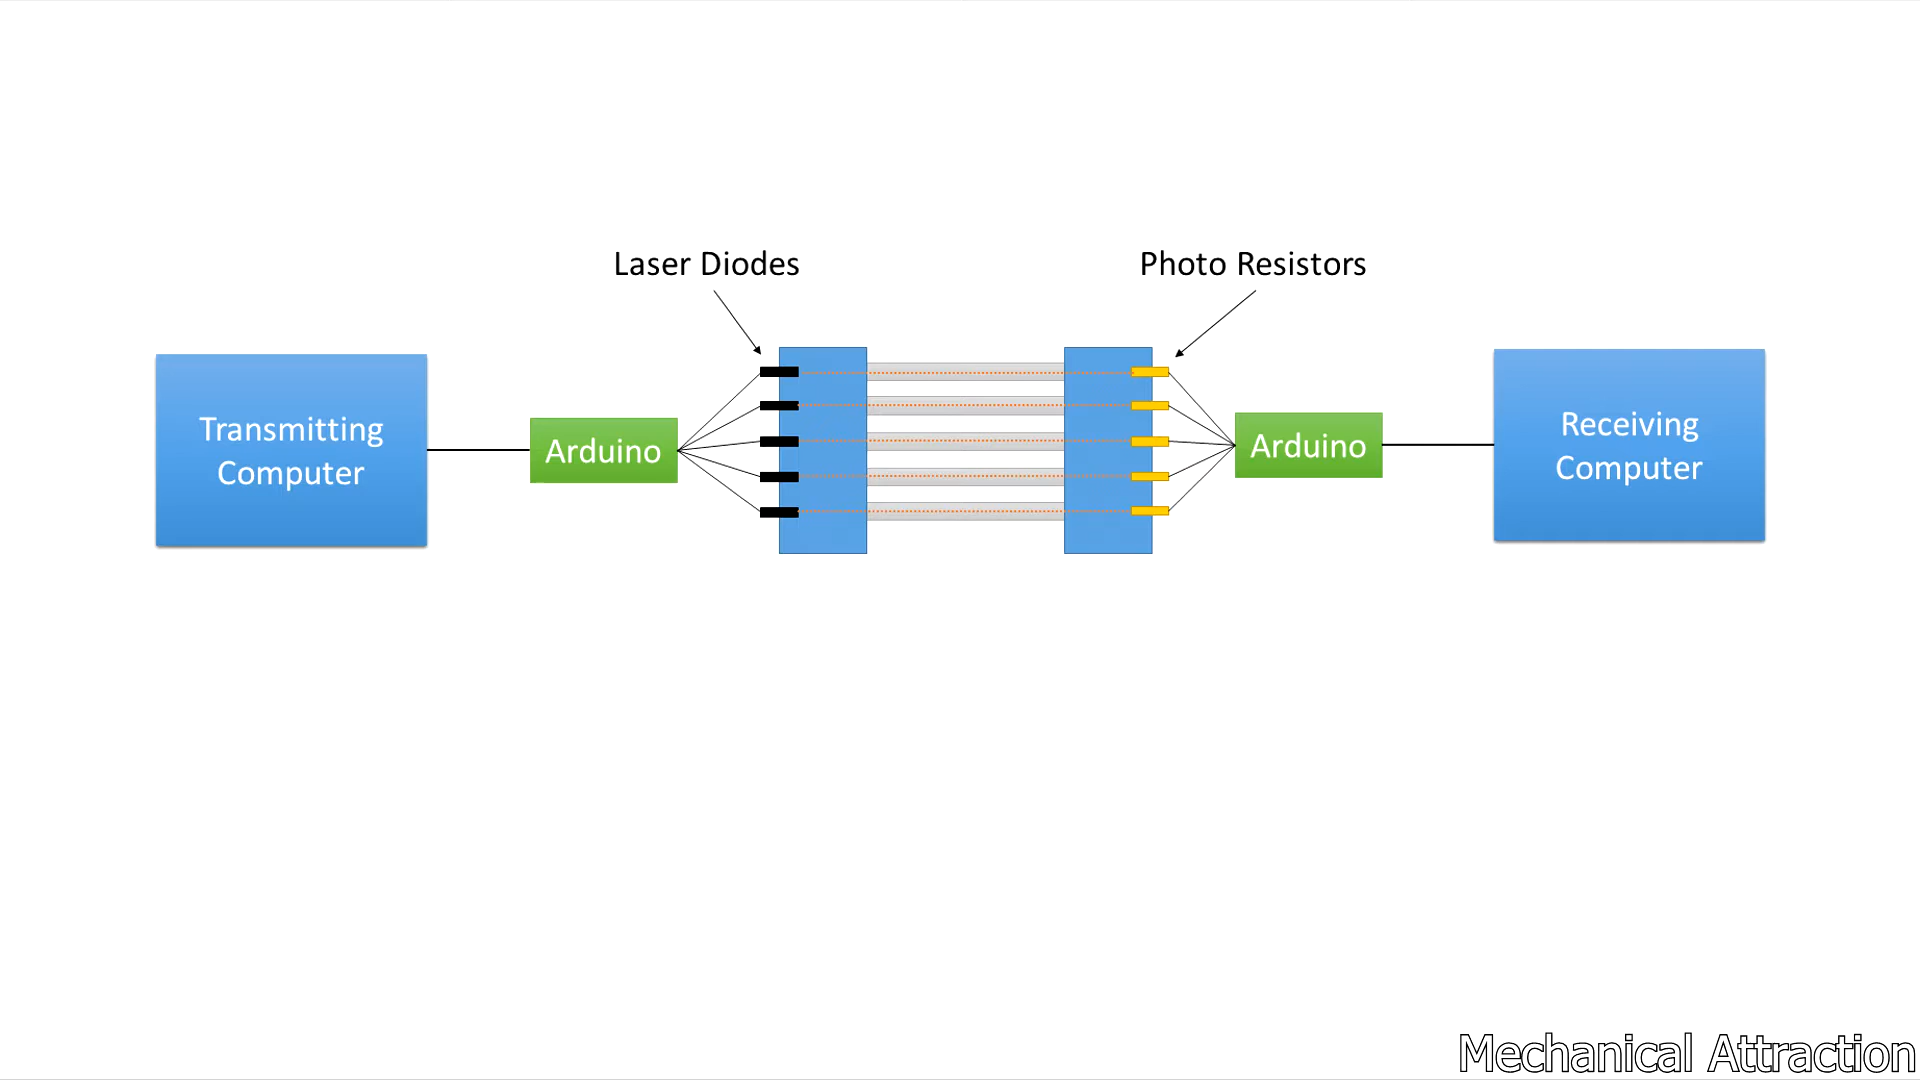 Laser Diodes
Photo Resistors
Transmitting
Computer
Arduino
Arduino
Receiving
Computer
Mechanical Attraction